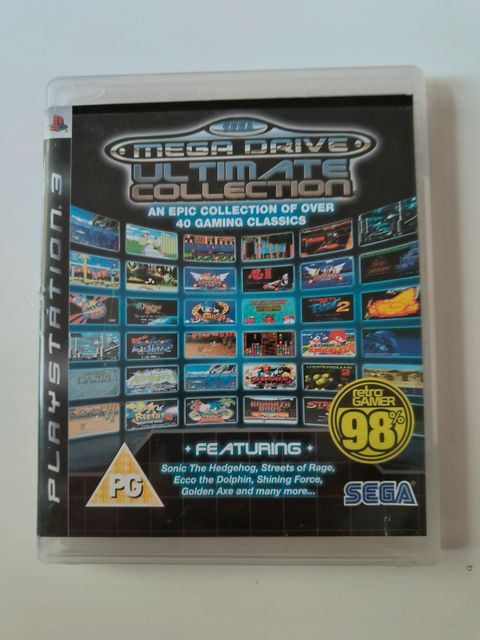 PLAYSTATION 3
SEGA
MEGA DRIVE
ULTIMATE
COLLECTION
AN EPIC COLLECTION OF OVER
40 GAMING CLASSICS
FEATURING
Sonic The Hedgehog, Streets of Rage,
Ecco the Dolphin, Shining Force,
Golden Axe and many more...
PG
retro
GAMER
98%
SEGA